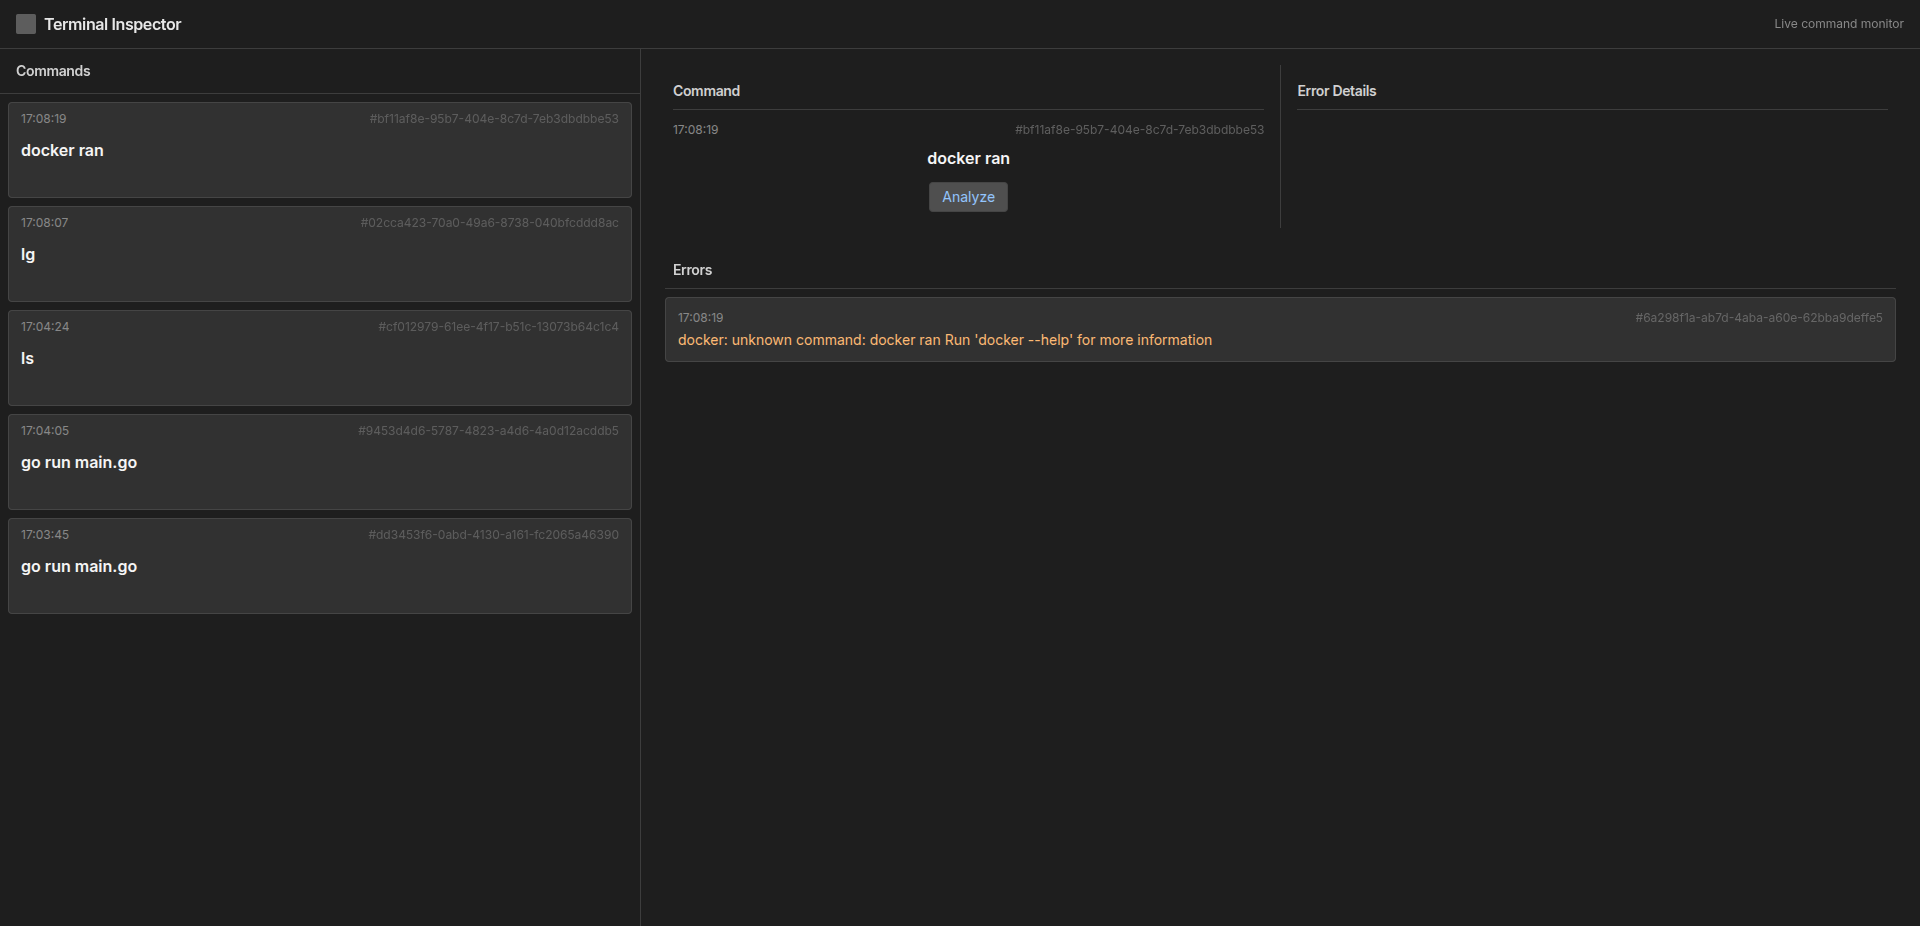 Terminal Inspector
Live command monitor
Commands
17:08:19 #bf11af8e-95b7-404e-8c7d-7eb3dbdbbe53
docker ran
17:08:07 #02cca423-70a0-49a6-8738-040bfcddd8ac
lg
17:04:24 #cf012979-61ee-4f17-b51c-13073b64c1c4
ls
17:04:05 #9453d4d6-5787-4823-a4d6-4a0d12acddb5
go run main.go
17:03:45 #dd3453f6-0abd-4130-a161-fc2065a46390
go run main.go
Command
17:08:19 #bf11af8e-95b7-404e-8c7d-7eb3dbdbbe53
docker ran
Analyze
Error Details
Errors
17:08:19 #6a298f1a-ab7d-4aba-a60e-62bba9deffe5
docker: unknown command: docker ran Run 'docker --help' for more information